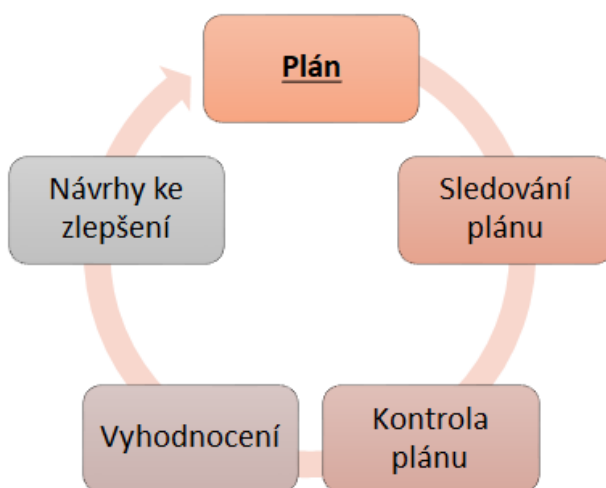 Plán
Sledování
plánu
Kontrola
plánu
Vyhodnocení
Návrhy ke
zlepšení